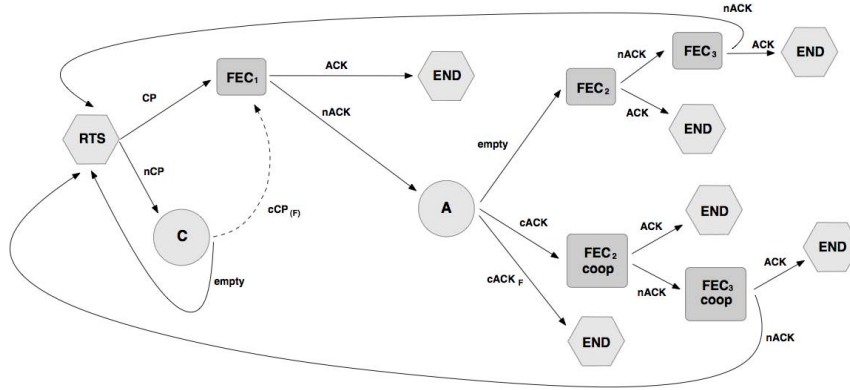 nACK
nACK
FEC3
ACK
END
CP
FEC1
ACK
END
FEC2
nACK
ACK
END
RTS
empty
nCP
cCP (F)
C
empty
A
cACK
cACK F
FEC2
coop
ACK
END
nACK
FEC3
coop
ACK
END
END
nACK